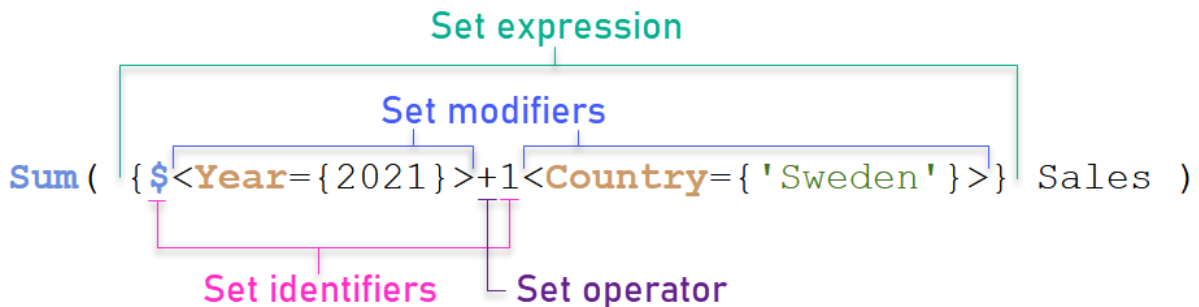 Set expression
Set modifiers
Sum( {$<Year={2021}>+1<Country={'Sweden'}>} Sales )
Set identifiers
Set operator